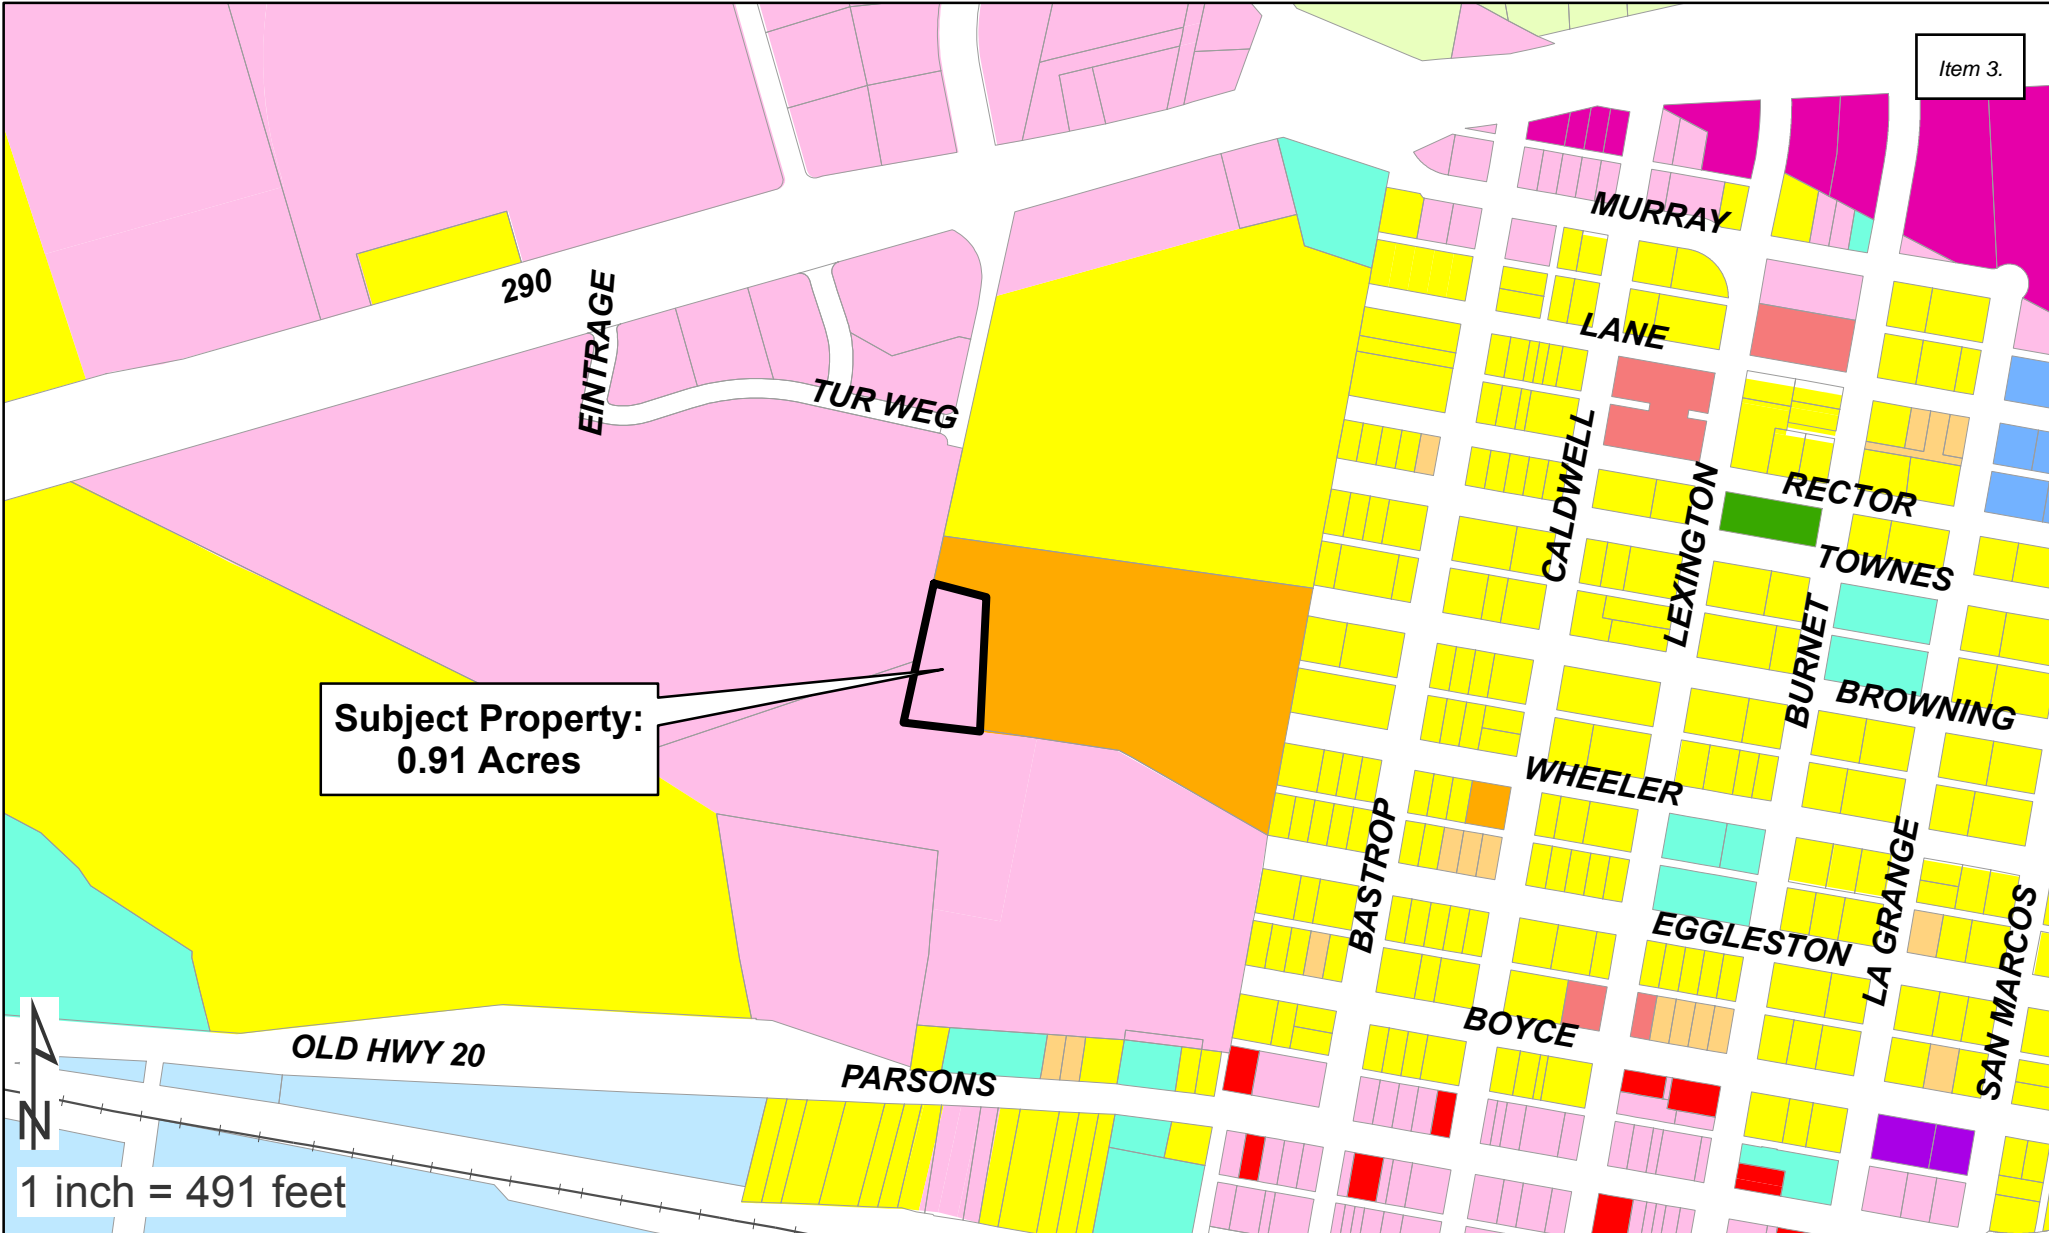 Item 3.
MURRAY
290
EINTRAGE
LANE
TUR WEG
CALDWELL
LEXINGTON
RECTOR
TOWNES
BURNET
BROWNING
Subject Property:
0.91 Acres
WHEELER
BASTROP
LA GRANGE
EGGLESTON
SAN MARCOS
BOYCE
OLD HWY 20
PARSONS
N
1 inch = 491 feet